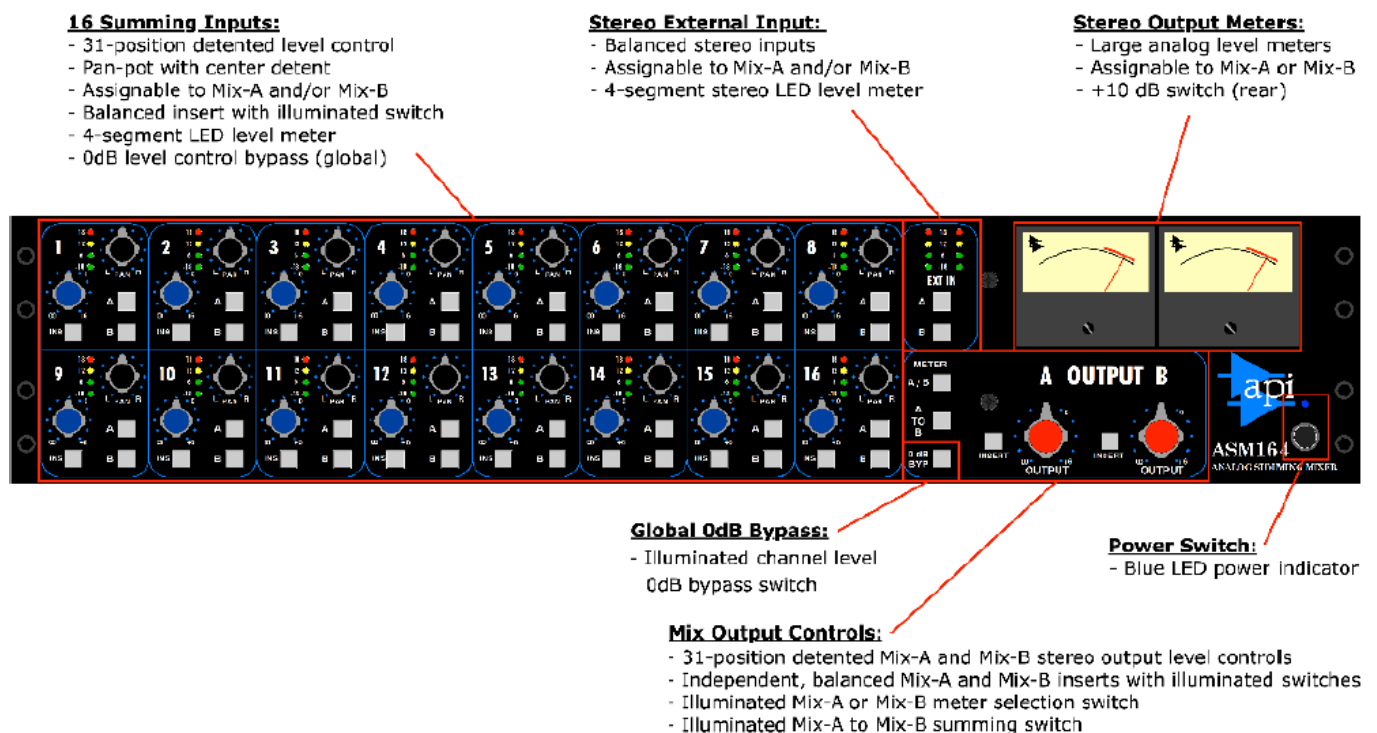 16 Summing Inputs:
- 31-position detented level control
- Pan-pot with center detent
- Assignable to Mix-A and/or Mix-B
- Balanced insert with illuminated switch
- 4-segment LED level meter
- 0dB level control bypass (global)
Stereo External Input:
- Balanced stereo inputs
- Assignable to Mix-A and/or Mix-B
- 4-segment stereo LED level meter
Stereo Output Meters:
- Large analog level meters
- Assignable to Mix-A or Mix-B
- +10 dB switch (rear)
1 2 3 4 5 6 7 8
L PAN R
A
INS B
EXT IN
A
B
9 10 11 12 13 14 15 16
L PAN R
A
INS B
METER
A / B
A
TO
B
0 dB
BYP
A OUTPUT B
INSERT OUTPUT INSERT OUTPUT
api
ASM164
ANALOG SUMMING MIXER
Global 0dB Bypass:
- Illuminated channel level
0dB bypass switch
Power Switch:
- Blue LED power indicator
Mix Output Controls:
- 31-position detented Mix-A and Mix-B stereo output level controls
- Independent, balanced Mix-A and Mix-B inserts with illuminated switches
- Illuminated Mix-A or Mix-B meter selection switch
- Illuminated Mix-A to Mix-B summing switch